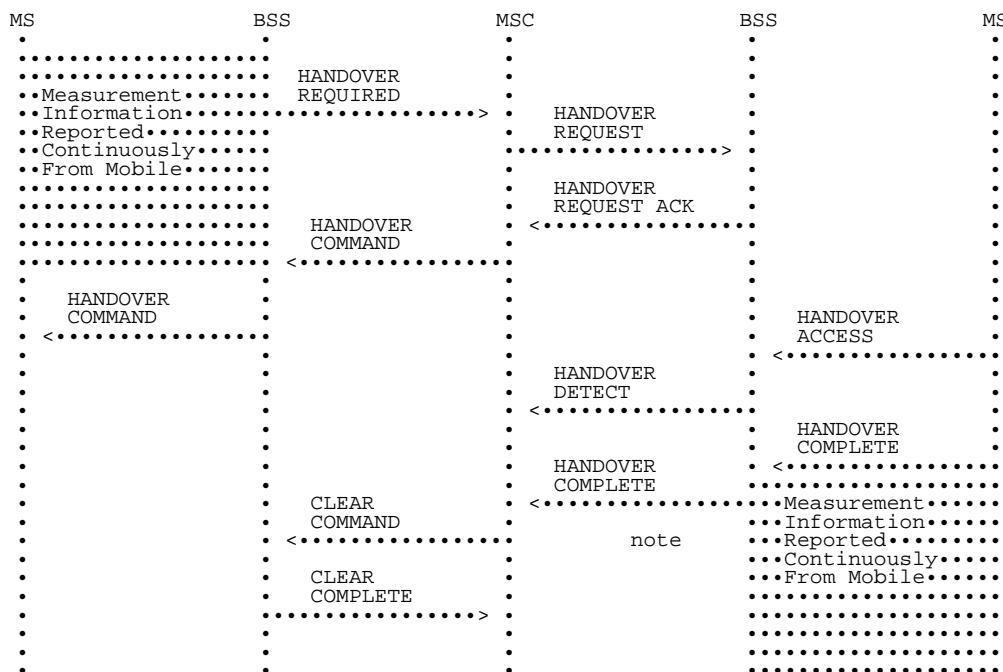 MS BSS MSC BSS MS
HANDOVER
REQUIRED
Measurement
Information
Reported
Continuously
From Mobile
HANDOVER
REQUEST
HANDOVER
REQUEST ACK
HANDOVER
COMMAND
HANDOVER
COMMAND
HANDOVER
ACCESS
HANDOVER
DETECT
HANDOVER
COMPLETE
HANDOVER
COMPLETE
Measurement
Information
Reported
Continuously
From Mobile
CLEAR
COMMAND
note
CLEAR
COMPLETE